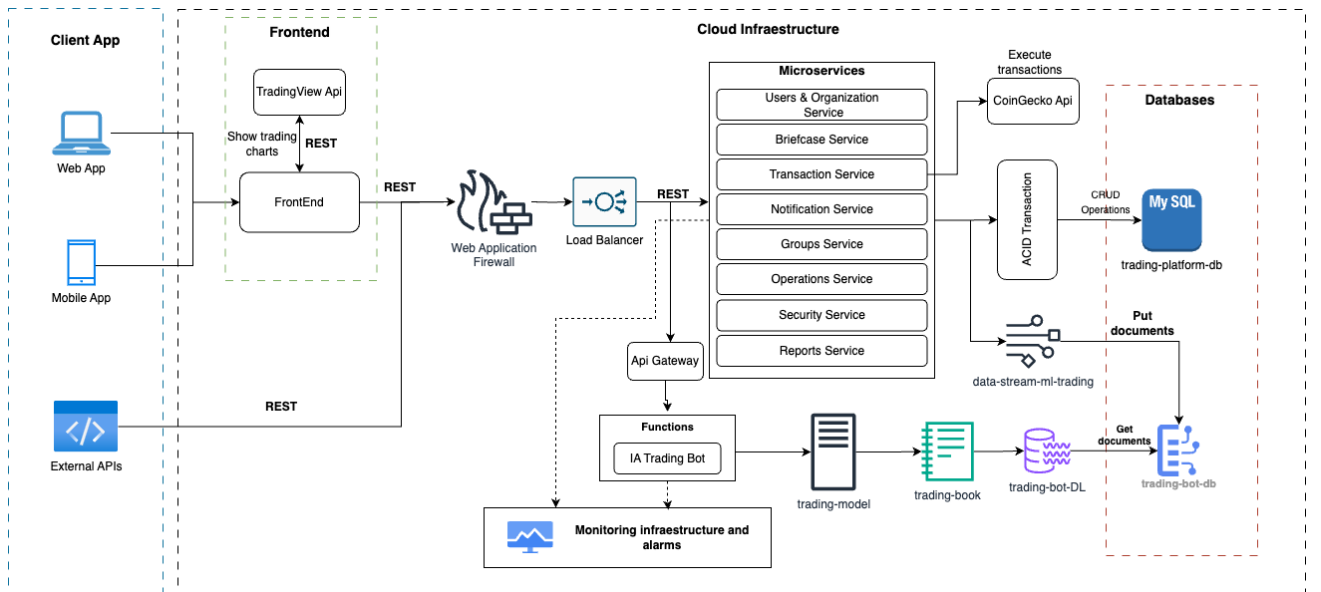 Client App
Web App
Mobile App
External APIs
Frontend
TradingView Api
Show trading
charts
REST
FrontEnd
REST
REST
Cloud Infraestructure
Web Application
Firewall
Load Balancer
REST
Microservices
Users & Organization
Service
Briefcase Service
Transaction Service
Notification Service
Groups Service
Operations Service
Security Service
Reports Service
Execute
transactions
CoinGecko Api
ACID Transaction
CRUD
Operations
Databases
My SQL
trading-platform-db
Put
documents
data-stream-ml-trading
Api Gateway
Functions
IA Trading Bot
trading-model
trading-book
trading-bot-DL
Get
documents
trading-bot-db
Monitoring infraestructure and
alarms